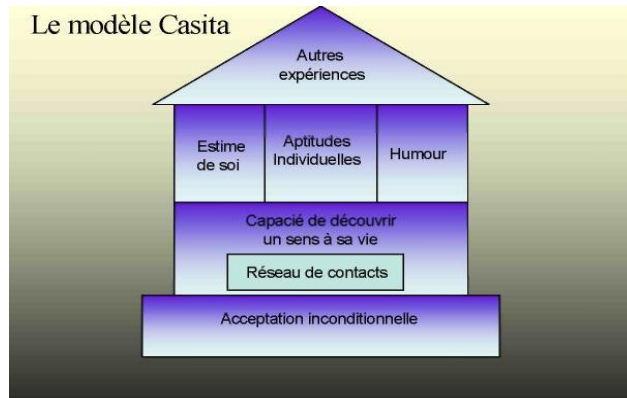 Le modèle Casita
Autres
expériences
Estime
de soi
Aptitudes
Individuelles
Humour
Capacié de découvrir
un sens à sa vie
Réseau de contacts
Acceptation inconditionnelle